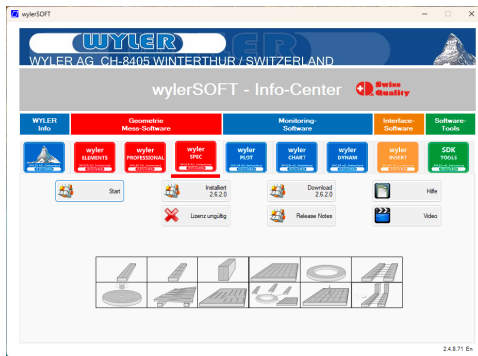 wylerSOFT
WYLER
WYLER AG CH-8405 WINTERTHUR / SWITZERLAND
wylerSOFT - Info-Center
Swiss
Quality
WYLER
Info
Geometrie
Mess-Software
Monitoring-
Software
Interface-
Software
Software-
Tools
wyler
ELEMENTS
wyler
PROFESSIONAL
wyler
SPEC
wyler
PLOT
wyler
CHART
wyler
DYNAM
wyler
INSERT
SDK
TOOLS
Start
Installiert
2.6.2.0
Download
2.6.2.0
Hilfe
Lizenz ungültig
Release Notes
Video
2.4.8.71 En